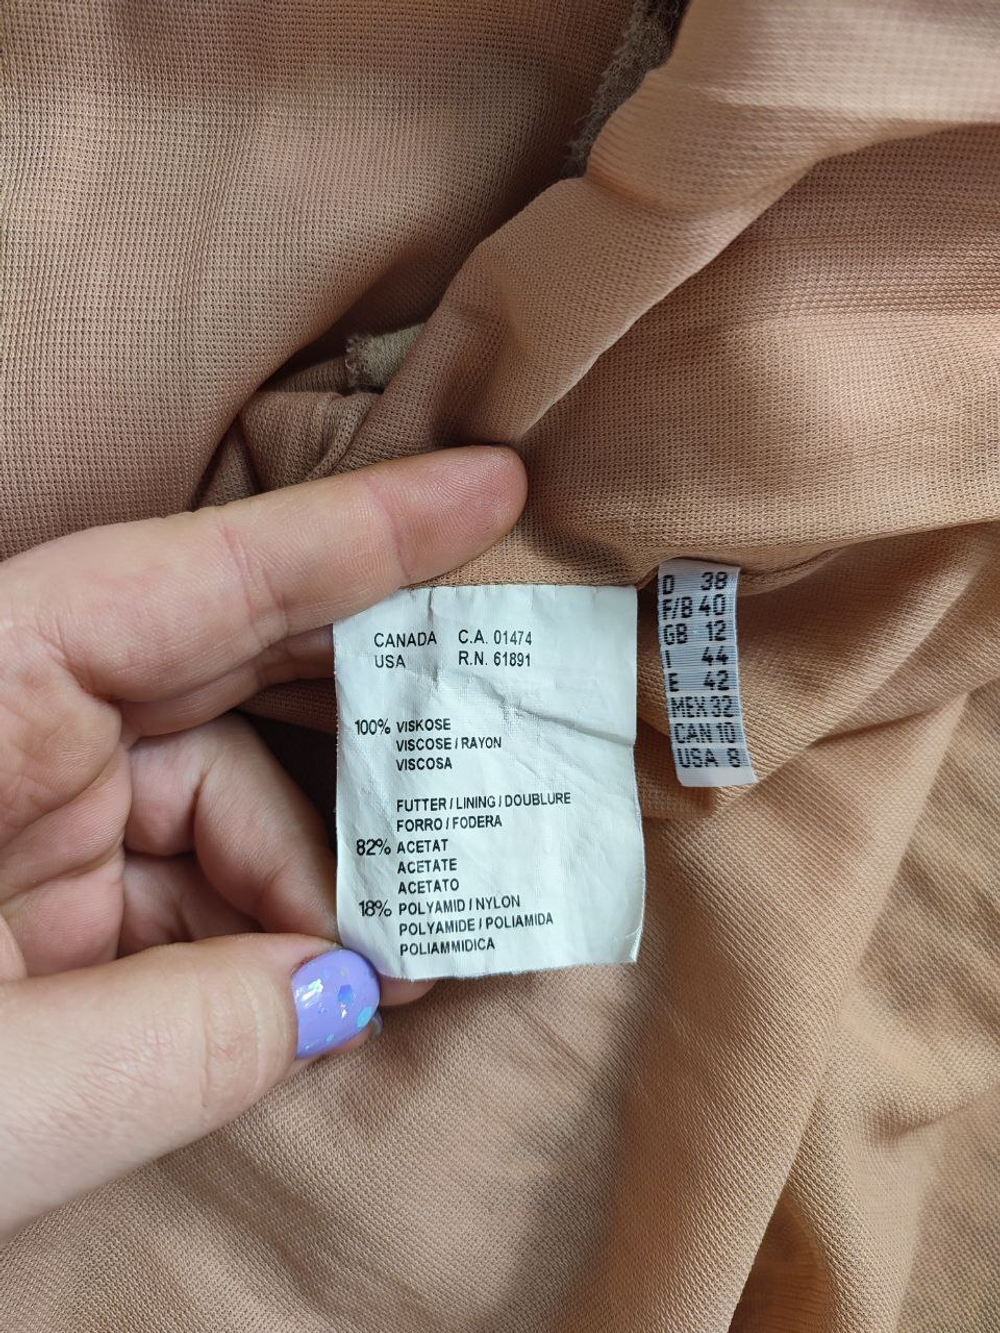 CANADA C.A. 01474
USA R.N. 61891
100% VISKOSE
VISCOSE / RAYON
VISCOSA
FUTTER / LINING / DOUBLURE
FORRO / FODERA
82% ACETAT
ACETATE
ACETATO
18% POLYAMID / NYLON
POLYAMIDE / POLIAMIDA
POLIAMMIDICA
D 38
F/B 40
GB 12
I 44
E 42
MEX 32
CAN 10
USA 8